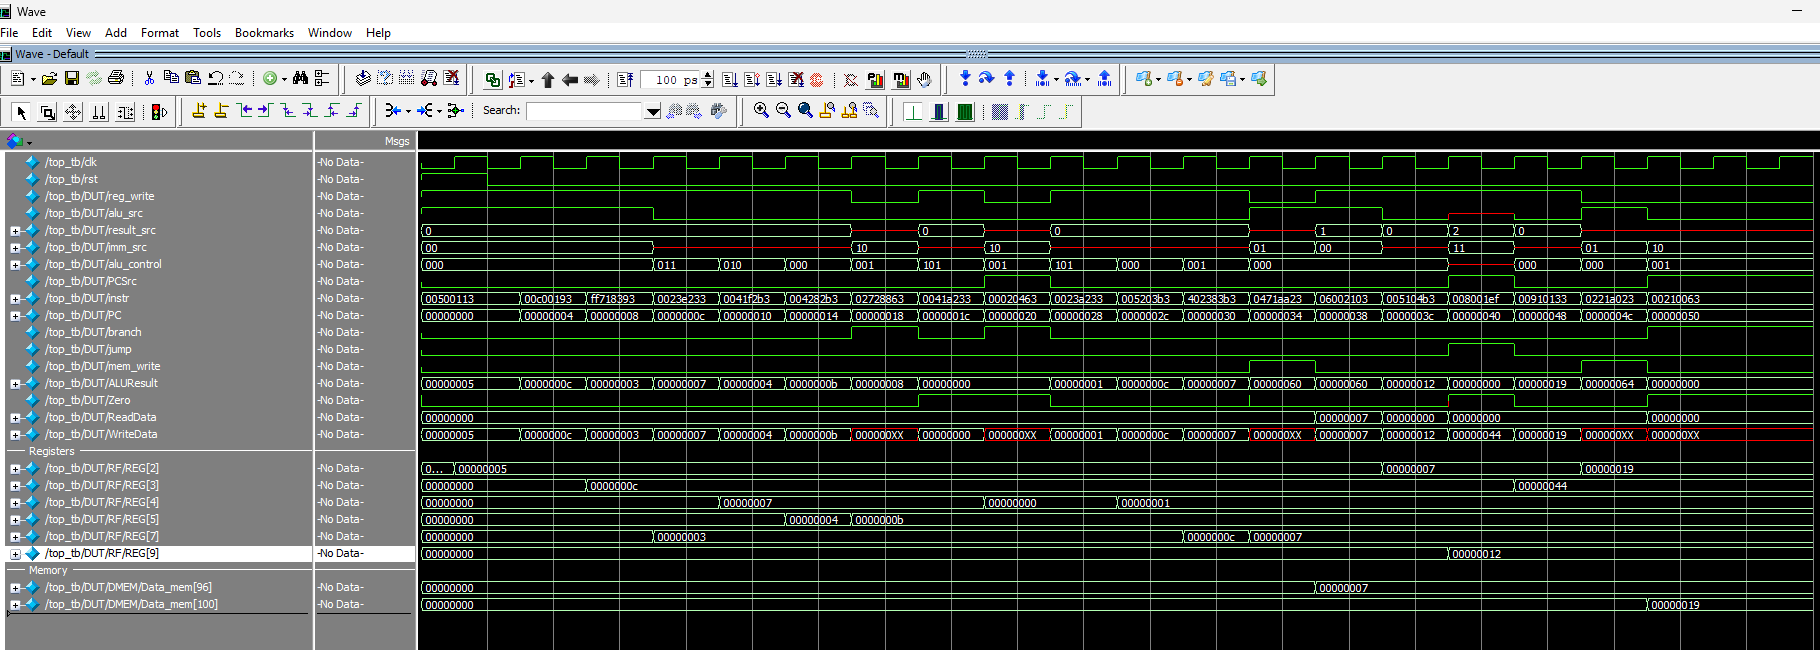 Wave
File Edit View Add Format Tools Bookmarks Window Help
Wave - Default
100 ps
Search:
Msgs
/top_tb/clk -No Data-
/top_tb/rst -No Data-
/top_tb/DUT/reg_write -No Data-
/top_tb/DUT/alu_src -No Data-
/top_tb/DUT/result_src -No Data- 0 0 0 1 0 2 0
/top_tb/DUT/imm_src -No Data- 00 10 10 01 00 11 01 10
/top_tb/DUT/alu_control -No Data- 000 011 010 000 001 101 001 101 000 001 000 000 000 001
/top_tb/DUT/PCSrc -No Data-
/top_tb/DUT/instr -No Data- 00500113 00c00193 ff718393 0023e233 0041f2b3 004282b3 02728863 0041a233 00020463 0023a233 005203b3 402383b3 0471aa23 06002103 005104b3 008001ef 00910133 0221a023 00210063
/top_tb/DUT/PC -No Data- 00000000 00000004 00000008 0000000c 00000010 00000014 00000018 0000001c 00000020 00000028 0000002c 00000030 00000034 00000038 0000003c 00000040 00000048 0000004c 00000050
/top_tb/DUT/branch -No Data-
/top_tb/DUT/jump -No Data-
/top_tb/DUT/mem_write -No Data-
/top_tb/DUT/ALUResult -No Data- 00000005 0000000c 00000003 00000007 00000004 0000000b 00000008 00000000 00000001 0000000c 00000007 00000060 00000060 00000012 00000000 00000019 00000064 00000000
/top_tb/DUT/Zero -No Data-
/top_tb/DUT/ReadData -No Data- 00000000 00000007 00000000 00000000 00000000
/top_tb/DUT/WriteData -No Data- 00000005 0000000c 00000003 00000007 00000004 0000000b 000000XX 00000000 000000XX 00000001 0000000c 00000007 000000XX 00000007 00000012 00000044 00000019 000000XX 000000XX
Registers
/top_tb/DUT/RF/REG[2] -No Data- 0... 00000005 00000007 00000019
/top_tb/DUT/RF/REG[3] -No Data- 00000000 0000000c 00000044
/top_tb/DUT/RF/REG[4] -No Data- 00000000 00000007 00000000 00000001
/top_tb/DUT/RF/REG[5] -No Data- 00000000 00000004 0000000b
/top_tb/DUT/RF/REG[7] -No Data- 00000000 00000003 0000000c 00000007
/top_tb/DUT/RF/REG[9] -No Data- 00000000 00000012
Memory
/top_tb/DUT/DMEM/Data_mem[96] -No Data- 00000000 00000007
/top_tb/DUT/DMEM/Data_mem[100] -No Data- 00000000 00000019